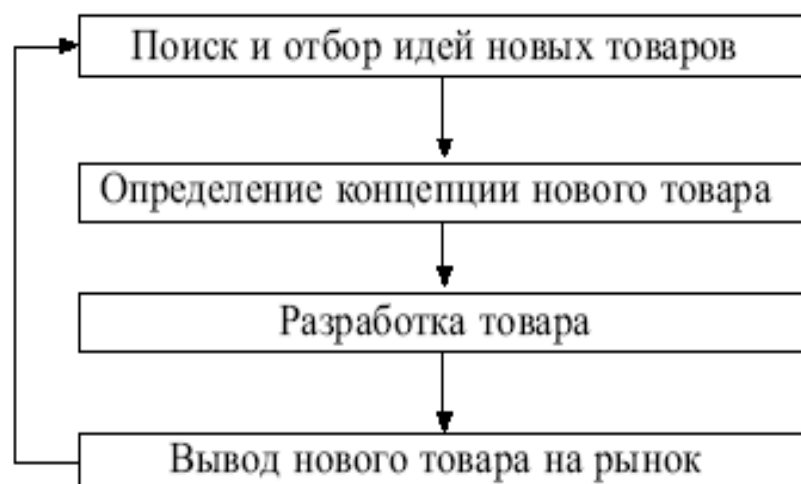 Поиск и отбор идей новых товаров
Определение концепции нового товара
Разработка товара
Вывод нового товара на рынок